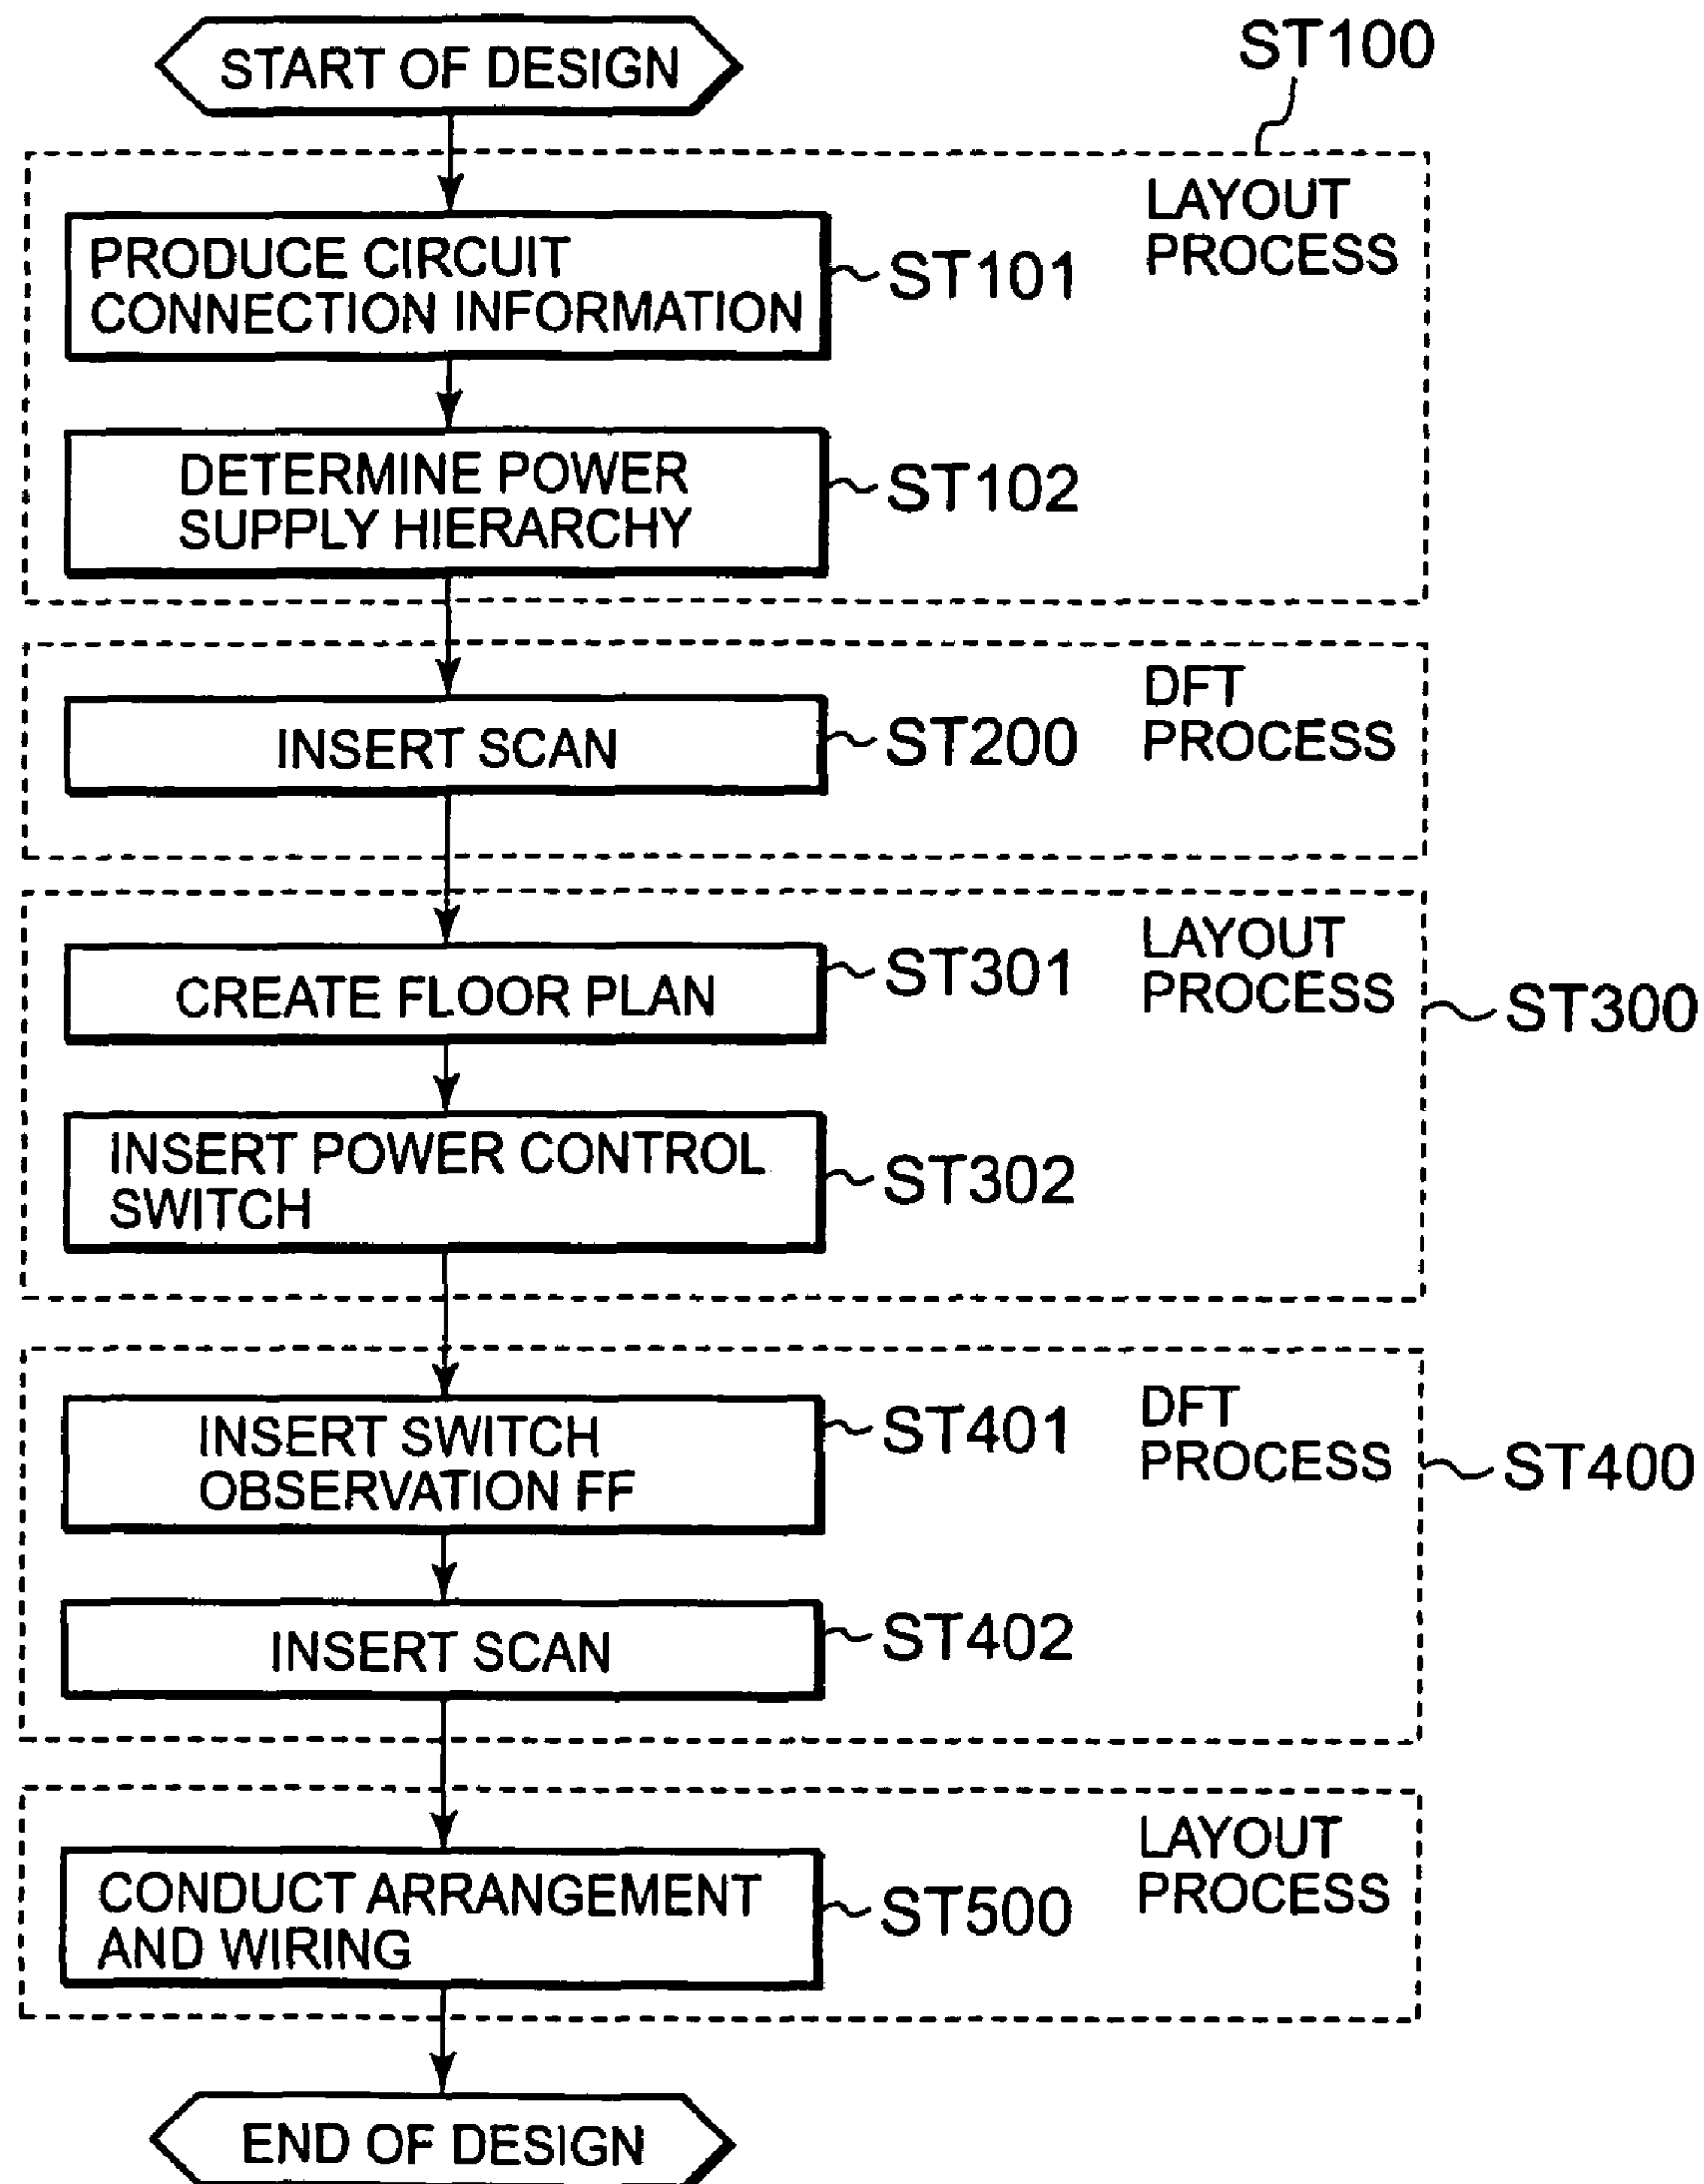 START OF DESIGN
ST100
LAYOUT
PROCESS
PRODUCE CIRCUIT
CONNECTION INFORMATION
ST101
DETERMINE POWER
SUPPLY HIERARCHY
ST102
DFT
PROCESS
INSERT SCAN
ST200
LAYOUT
PROCESS
ST300
CREATE FLOOR PLAN
ST301
INSERT POWER CONTROL
SWITCH
ST302
DFT
PROCESS
ST400
INSERT SWITCH
OBSERVATION FF
ST401
INSERT SCAN
ST402
LAYOUT
PROCESS
CONDUCT ARRANGEMENT
AND WIRING
ST500
END OF DESIGN